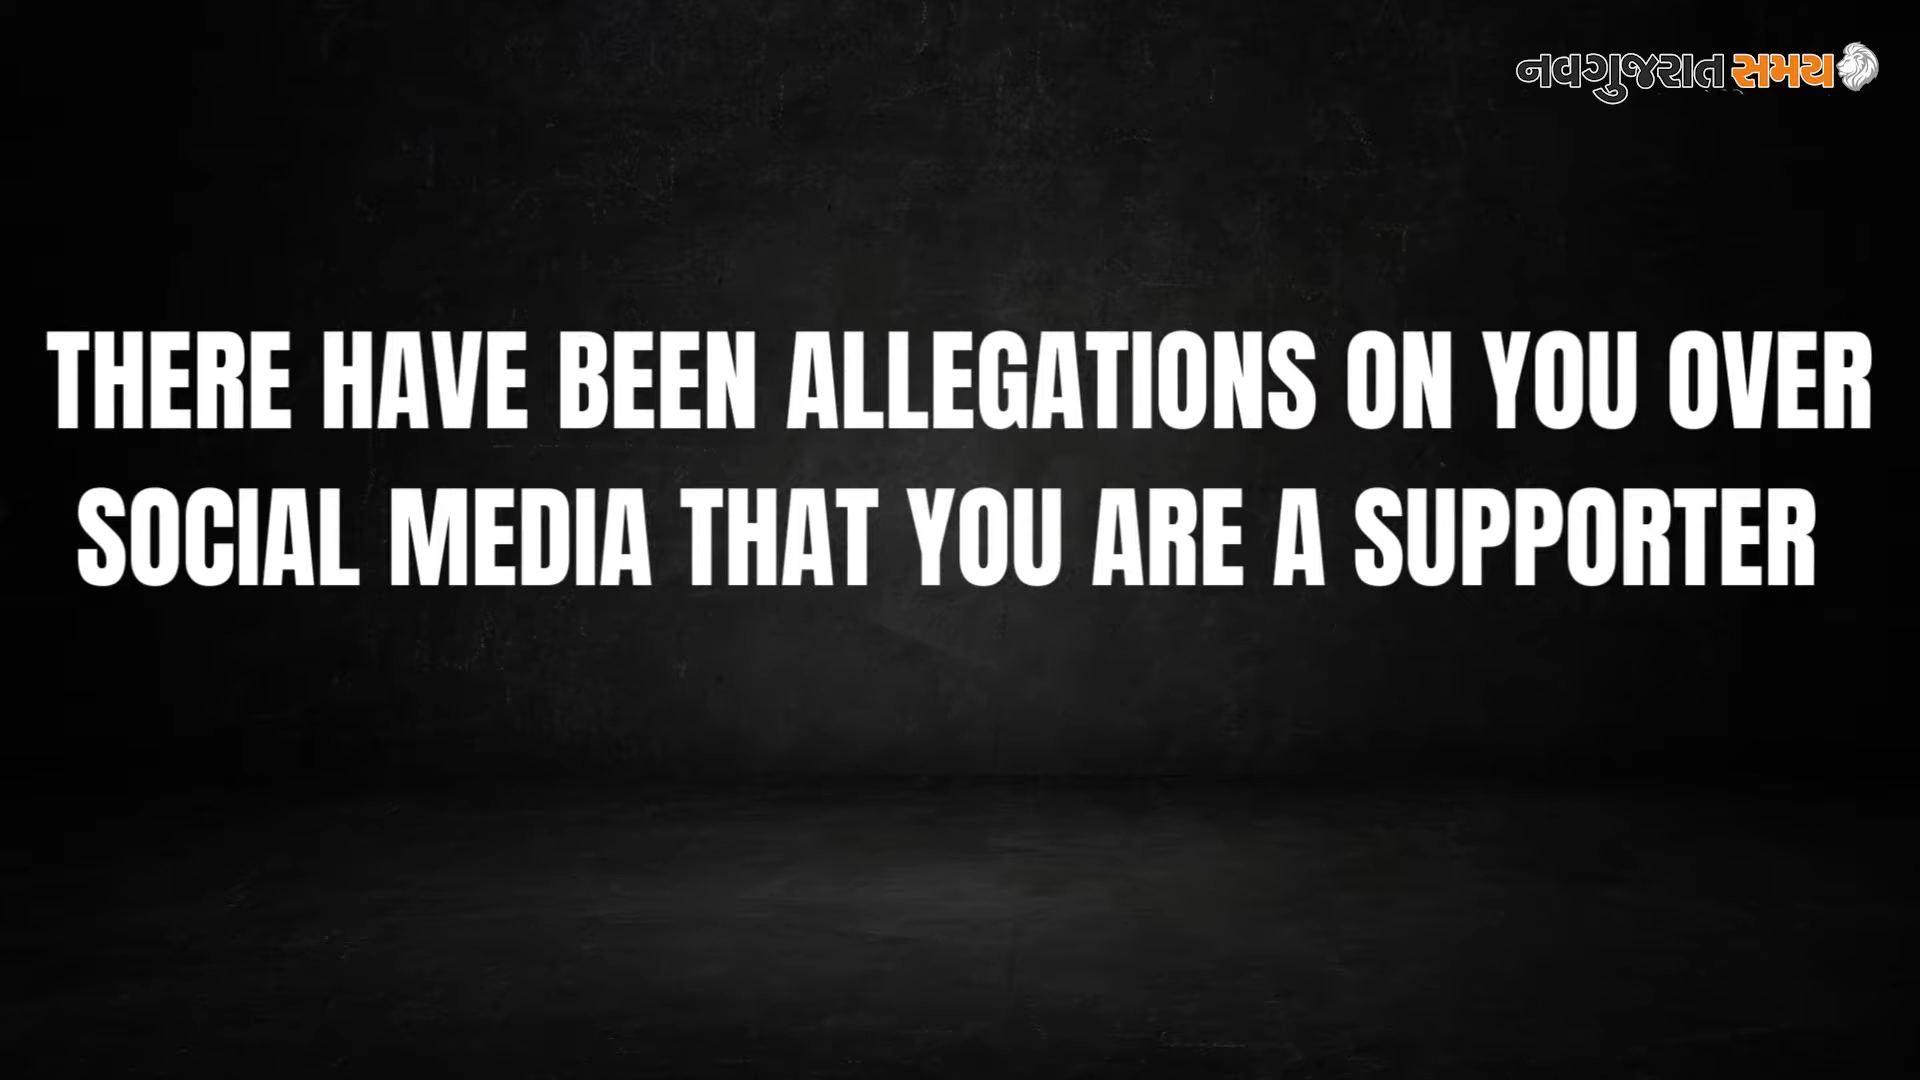 નવગુજરાત સમય
THERE HAVE BEEN ALLEGATIONS ON YOU OVER
SOCIAL MEDIA THAT YOU ARE A SUPPORTER